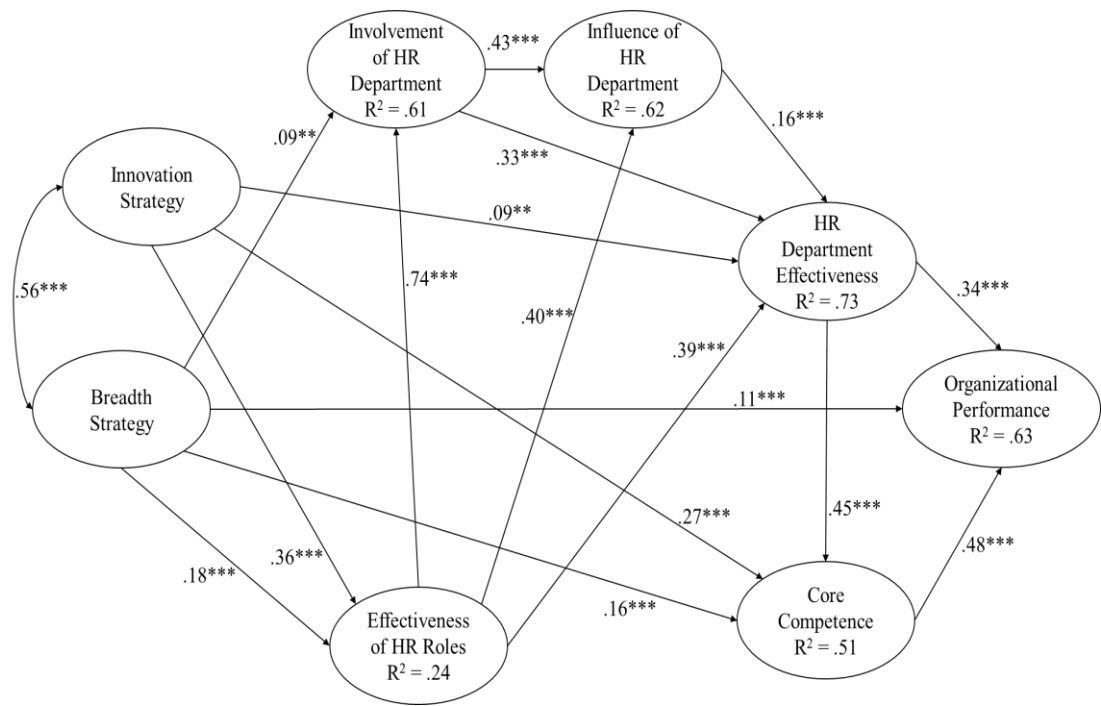 Involvement
of HR
Department
R² = .61
.43***
Influence of
HR
Department
R² = .62
.16***
.09**
.33***
Innovation
Strategy
.09**
HR
Department
Effectiveness
R² = .73
.56***
.74***
.40***
.34***
.39***
Breadth
Strategy
.11***
Organizational
Performance
R² = .63
.27***
.45***
.48***
.36***
.18***
.16***
Effectiveness
of HR Roles
R² = .24
Core
Competence
R² = .51